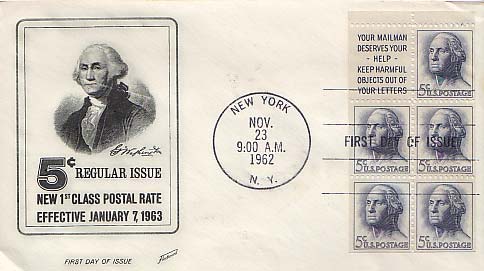 G. Washington
5¢ REGULAR ISSUE
NEW 1ST CLASS POSTAL RATE
EFFECTIVE JANUARY 7, 1963
FIRST DAY OF ISSUE
Fleetwood
NEW YORK
NOV.
23
9:00 A.M.
1962
N. Y.
YOUR MAILMAN
DESERVES YOUR
- HELP -
KEEP HARMFUL
OBJECTS OUT OF
YOUR LETTERS
5¢
U.S. POSTAGE
FIRST DAY OF ISSUE
5¢
U.S. POSTAGE
5¢
U.S. POSTAGE
5¢
U.S. POSTAGE
5¢
U.S. POSTAGE